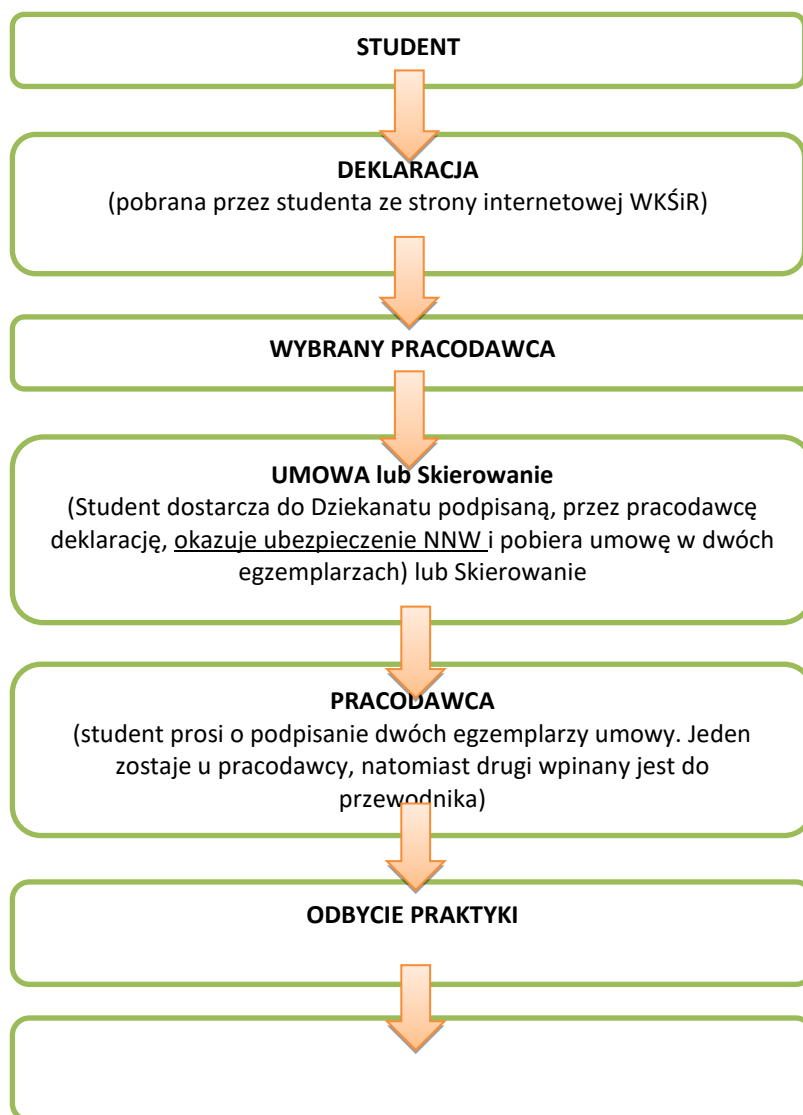 STUDENT
DEKLARACJA
(pobrana przez studenta ze strony internetowej WKŚiR)
WYBRANY PRACODAWCA
UMOWA lub Skierowanie
(Student dostarcza do Dziekanatu podpisaną, przez pracodawcę
deklarację, okazuje ubezpieczenie NNW i pobiera umowę w dwóch
egzemplarzach) lub Skierowanie
PRACODAWCA
(student prosi o podpisanie dwóch egzemplarzy umowy. Jeden
zostaje u pracodawcy, natomiast drugi wpinany jest do
przewodnika)
ODBYCIE PRAKTYKI